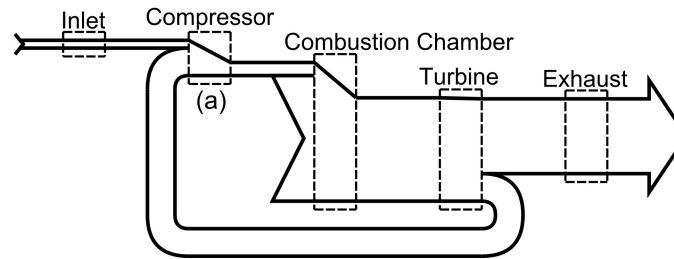 Inlet
Compressor
Combustion Chamber
Turbine
Exhaust
(a)